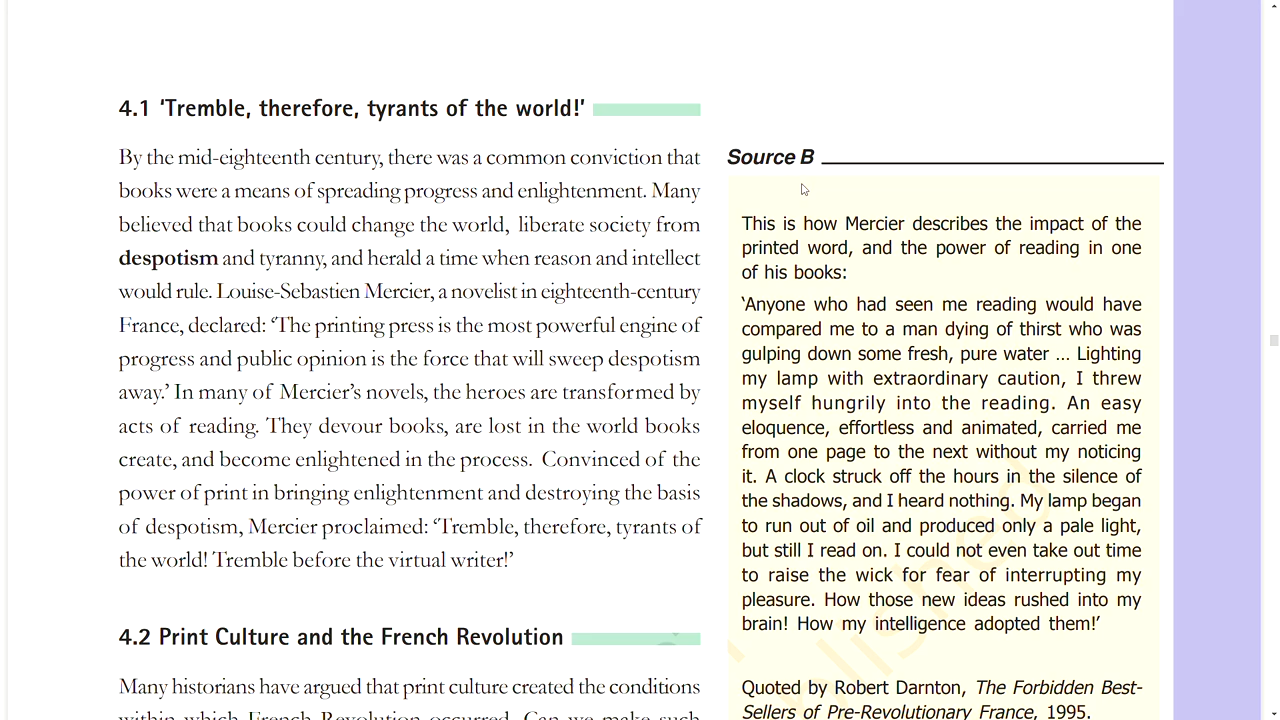 4.1 ‘Tremble, therefore, tyrants of the world!’
By the mid-eighteenth century, there was a common conviction that
books were a means of spreading progress and enlightenment. Many
believed that books could change the world, liberate society from
despotism and tyranny, and herald a time when reason and intellect
would rule. Louise-Sebastien Mercier, a novelist in eighteenth-century
France, declared: ‘The printing press is the most powerful engine of
progress and public opinion is the force that will sweep despotism
away.’ In many of Mercier’s novels, the heroes are transformed by
acts of reading. They devour books, are lost in the world books
create, and become enlightened in the process. Convinced of the
power of print in bringing enlightenment and destroying the basis
of despotism, Mercier proclaimed: ‘Tremble, therefore, tyrants of
the world! Tremble before the virtual writer!’
4.2 Print Culture and the French Revolution
Many historians have argued that print culture created the conditions
within which French Revolution occurred. Can we make such
Source B
This is how Mercier describes the impact of the
printed word, and the power of reading in one
of his books:
‘Anyone who had seen me reading would have
compared me to a man dying of thirst who was
gulping down some fresh, pure water ... Lighting
my lamp with extraordinary caution, I threw
myself hungrily into the reading. An easy
eloquence, effortless and animated, carried me
from one page to the next without my noticing
it. A clock struck off the hours in the silence of
the shadows, and I heard nothing. My lamp began
to run out of oil and produced only a pale light,
but still I read on. I could not even take out time
to raise the wick for fear of interrupting my
pleasure. How those new ideas rushed into my
brain! How my intelligence adopted them!’
Quoted by Robert Darnton, The Forbidden Best-
Sellers of Pre-Revolutionary France, 1995.